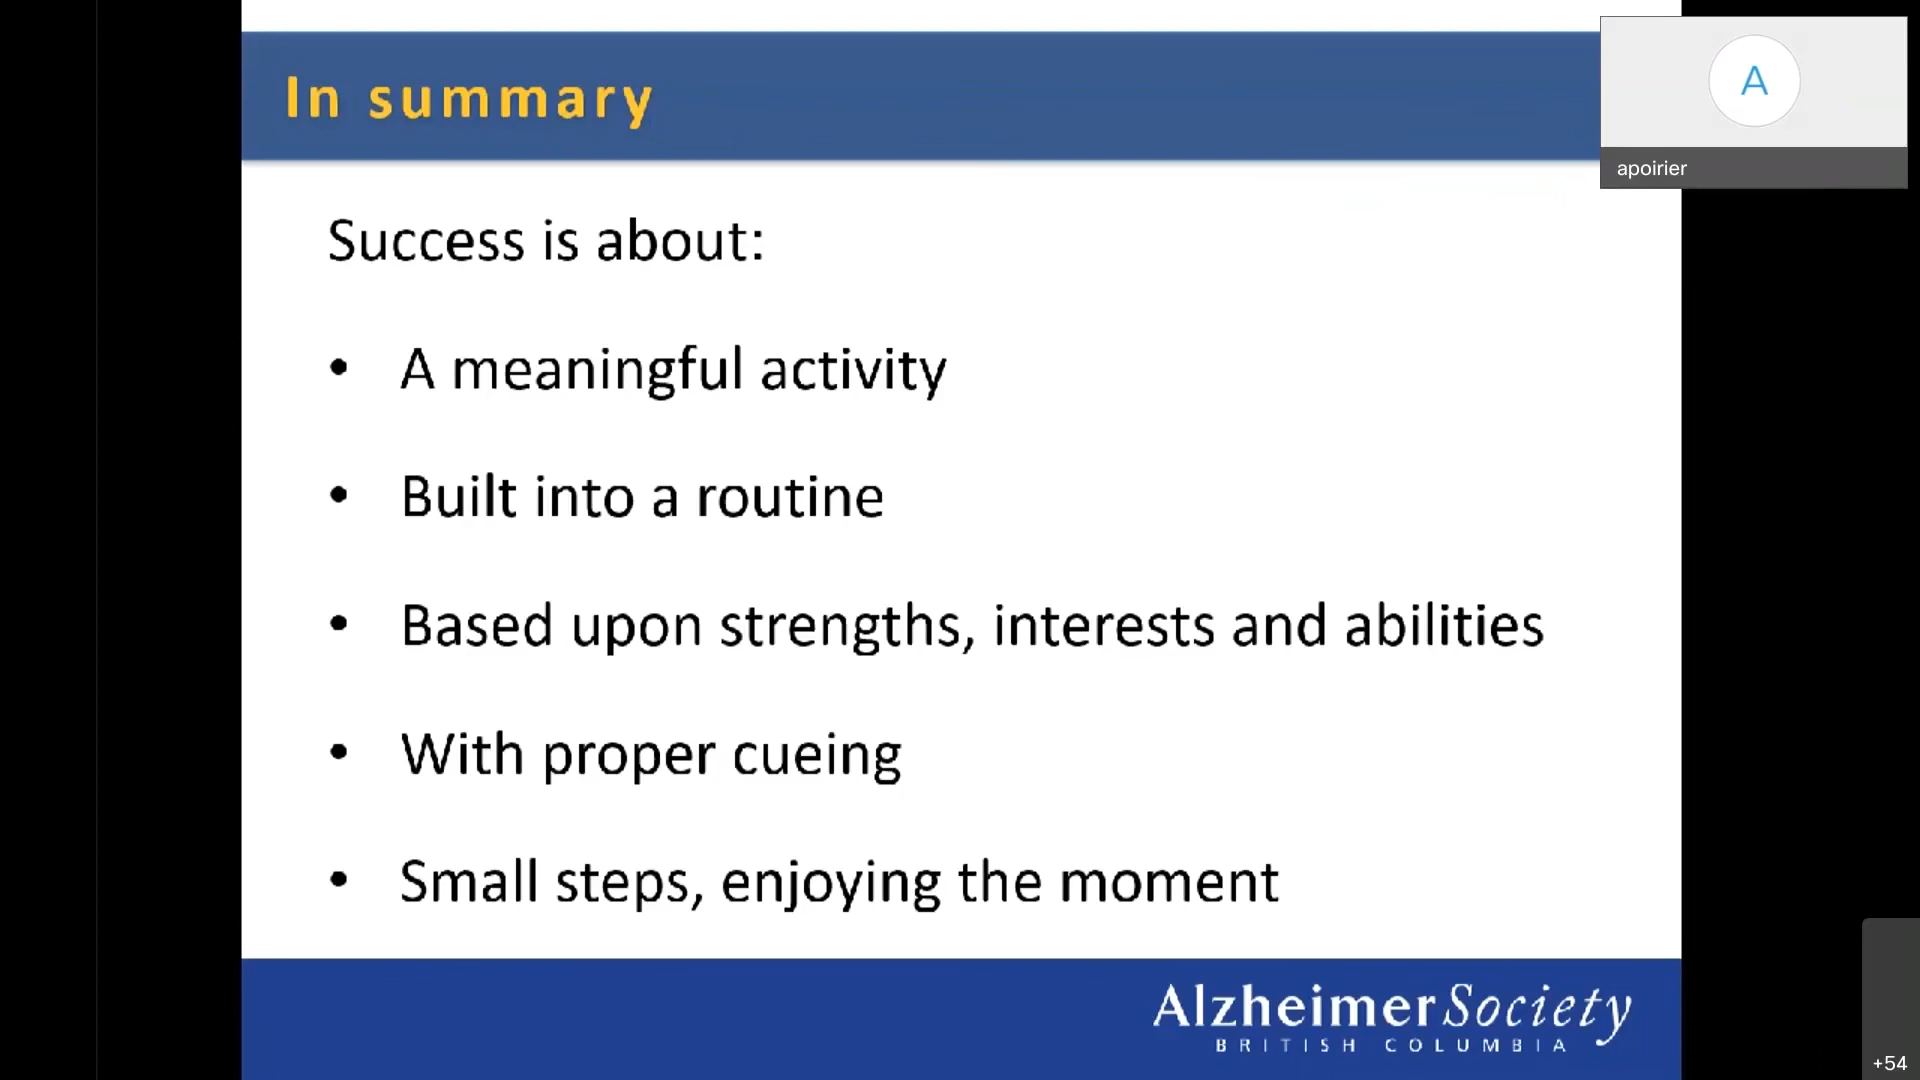 In summary
A
apoirier
Success is about:
• A meaningful activity
• Built into a routine
• Based upon strengths, interests and abilities
• With proper cueing
• Small steps, enjoying the moment
AlzheimerSociety
BRITISH COLUMBIA
+54